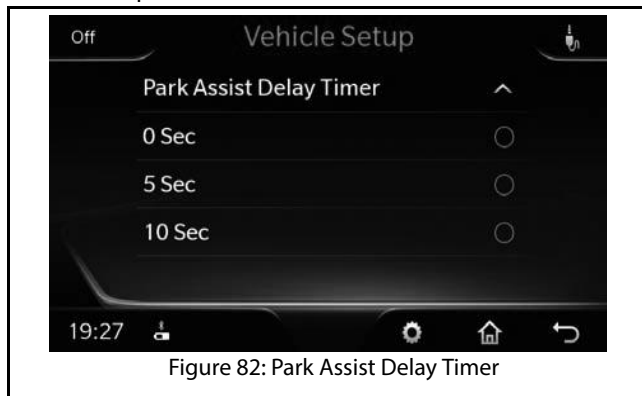 Off Vehicle Setup
Park Assist Delay Timer
0 Sec
5 Sec
10 Sec
19:27
Figure 82: Park Assist Delay Timer